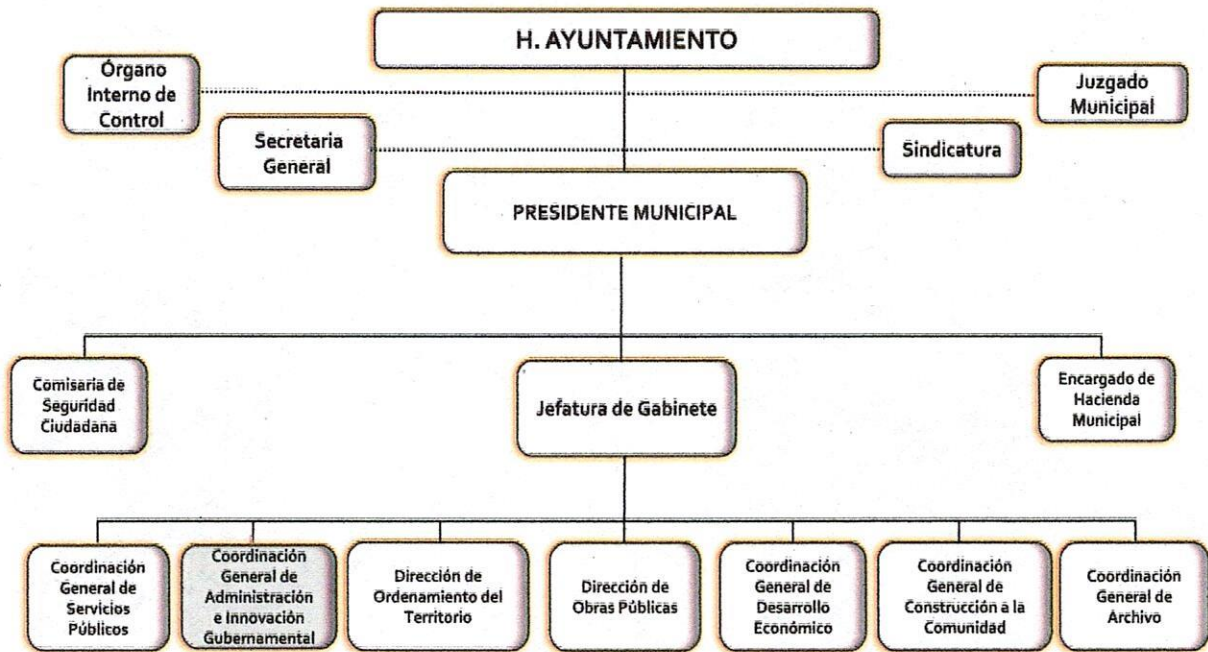 H. AYUNTAMIENTO
Órgano
Interno de
Control
Juzgado
Municipal
Secretaria
General
Sindicatura
PRESIDENTE MUNICIPAL
Comisaria de
Seguridad
Ciudadana
Jefatura de Gabinete
Encargado de
Hacienda
Municipal
Coordinación
General de
Servicios
Públicos
Coordinación
General de
Administración
e Innovación
Gubernamental
Dirección de
Ordenamiento del
Territorio
Dirección de
Obras Públicas
Coordinación
General de
Desarrollo
Económico
Coordinación
General de
Construcción a la
Comunidad
Coordinación
General de
Archivo